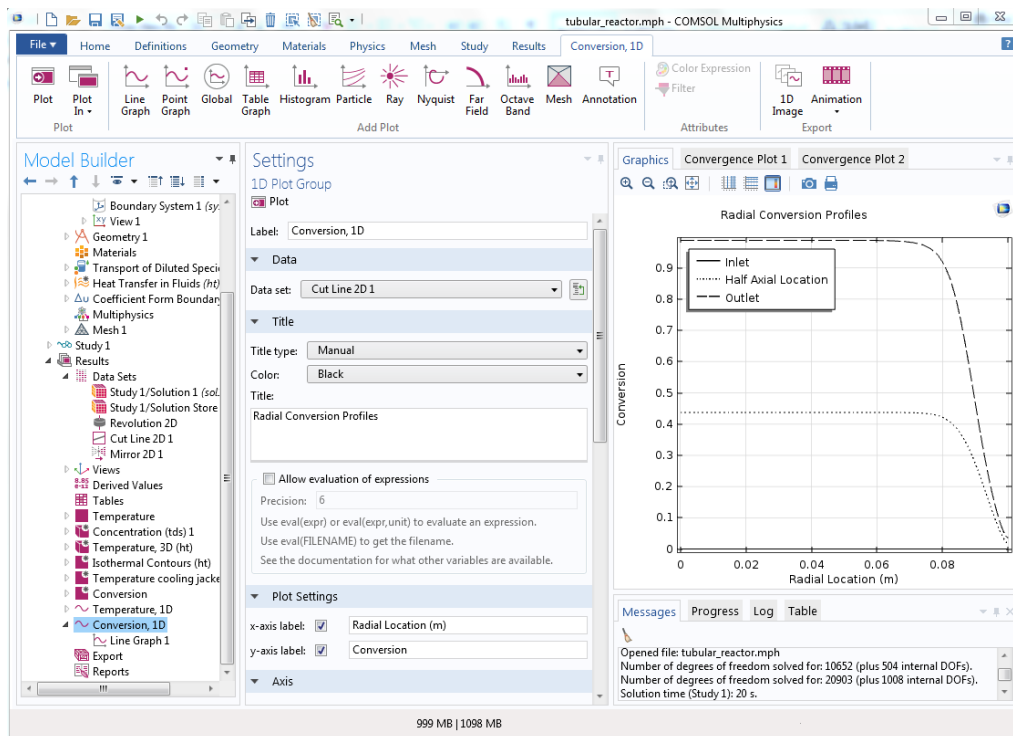 tubular_reactor.mph - COMSOL Multiphysics
File Home Definitions Geometry Materials Physics Mesh Study Results Conversion, 1D ?
Plot Plot In Line Graph Point Graph Global Table Graph Histogram Particle Ray Nyquist Far Field Octave Band Mesh Annotation Color Expression Filter 1D Image Animation
Plot Add Plot Attributes Export
Model Builder
Boundary System 1 (sy:
View 1
Geometry 1
Materials
Transport of Diluted Speci
Heat Transfer in Fluids (ht)
Δu Coefficient Form Boundary
Multiphysics
Mesh 1
Study 1
Results
Data Sets
Study 1/Solution 1 (sol.
Study 1/Solution Store
Revolution 2D
Cut Line 2D 1
Mirror 2D 1
Views
8.85 e-12 Derived Values
Tables
Temperature
Concentration (tds) 1
Temperature, 3D (ht)
Isothermal Contours (ht)
Temperature cooling jacke
Conversion
Temperature, 1D
Conversion, 1D
Line Graph 1
Export
Reports
Settings
1D Plot Group
Plot
Label: Conversion, 1D
Data
Data set: Cut Line 2D 1
Title
Title type: Manual
Color: Black
Title:
Radial Conversion Profiles
Allow evaluation of expressions
Precision: 6
Use eval(expr) or eval(expr,unit) to evaluate an expression.
Use eval(FILENAME) to get the filename.
See the documentation for what other variables are available.
Plot Settings
x-axis label: Radial Location (m)
y-axis label: Conversion
Axis
Graphics Convergence Plot 1 Convergence Plot 2
Radial Conversion Profiles
Inlet
Half Axial Location
Outlet
0.9
0.8
0.7
0.6
0.5
0.4
0.3
0.2
0.1
0
Conversion
0 0.02 0.04 0.06 0.08
Radial Location (m)
Messages Progress Log Table
Opened file: tubular_reactor.mph
Number of degrees of freedom solved for: 10652 (plus 504 internal DOFs).
Number of degrees of freedom solved for: 20903 (plus 1008 internal DOFs).
Solution time (Study 1): 20 s.
999 MB | 1098 MB